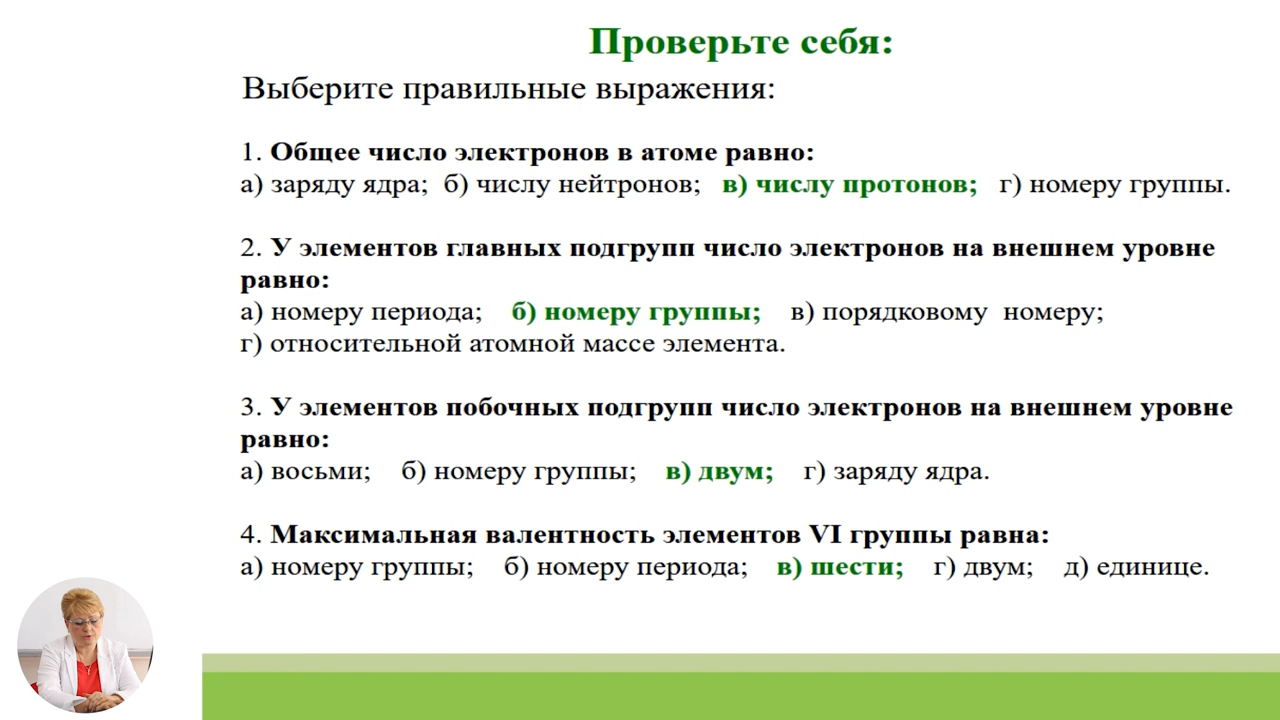 Проверьте себя:
Выберите правильные выражения:
1. Общее число электронов в атоме равно:
а) заряду ядра; б) числу нейтронов; в) числу протонов; г) номеру группы.
2. У элементов главных подгрупп число электронов на внешнем уровне
равно:
а) номеру периода; б) номеру группы; в) порядковому номеру;
г) относительной атомной массе элемента.
3. У элементов побочных подгрупп число электронов на внешнем уровне
равно:
а) восьми; б) номеру группы; в) двум; г) заряду ядра.
4. Максимальная валентность элементов VI группы равна:
а) номеру группы; б) номеру периода; в) шести; г) двум; д) единице.